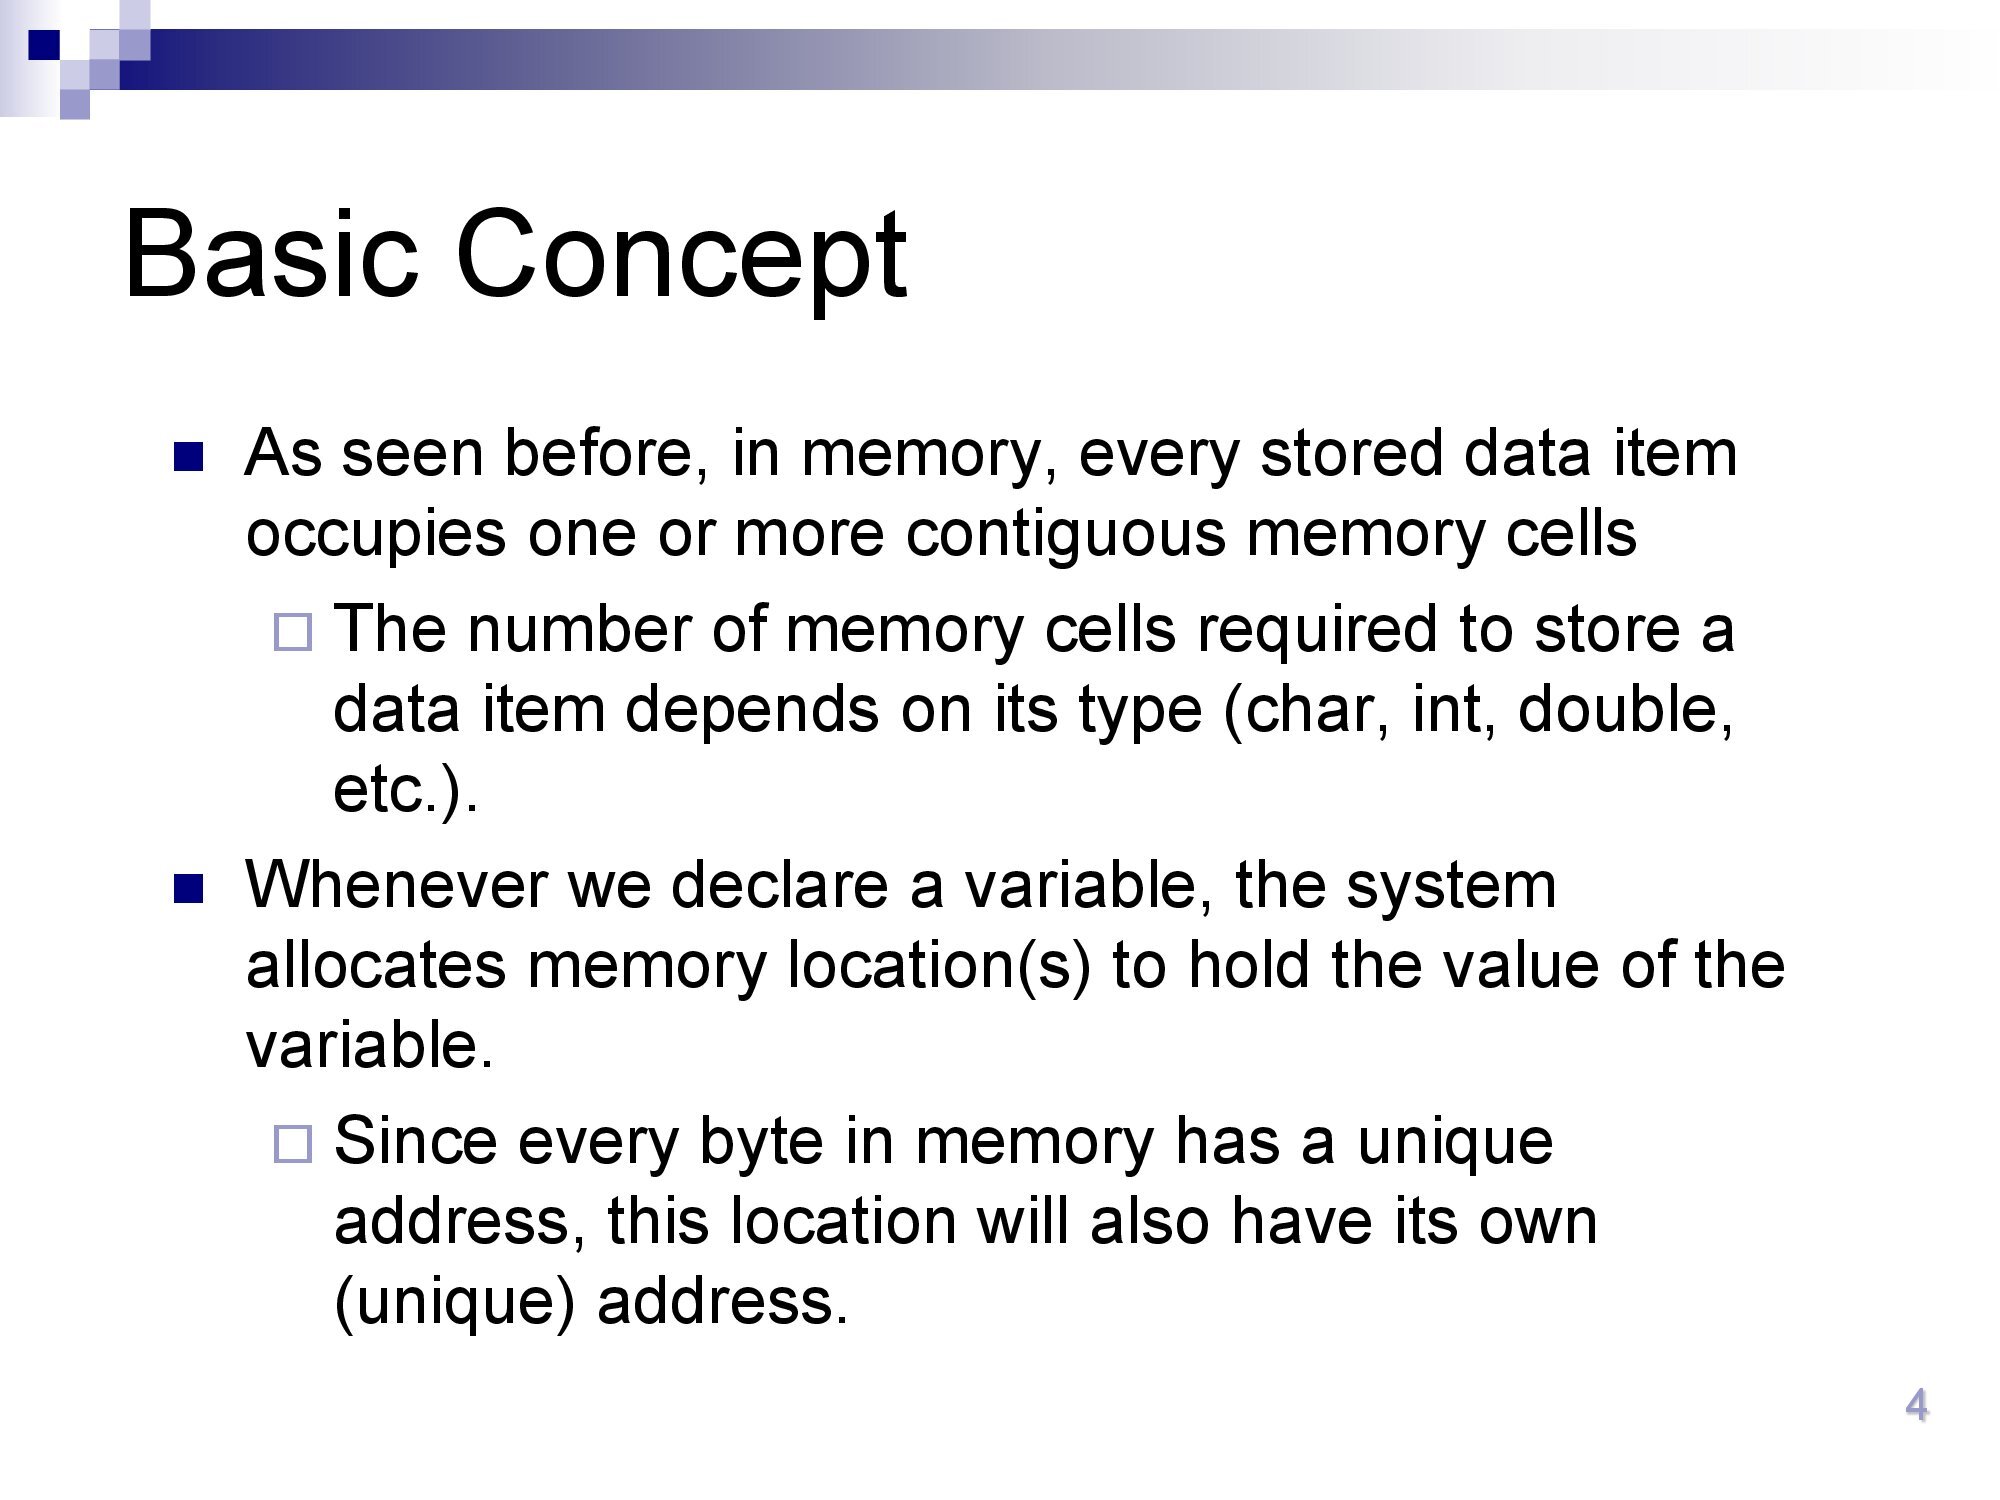 Basic Concept
As seen before, in memory, every stored data item
occupies one or more contiguous memory cells
The number of memory cells required to store a
data item depends on its type (char, int, double,
etc.).
Whenever we declare a variable, the system
allocates memory location(s) to hold the value of the
variable.
Since every byte in memory has a unique
address, this location will also have its own
(unique) address.
4